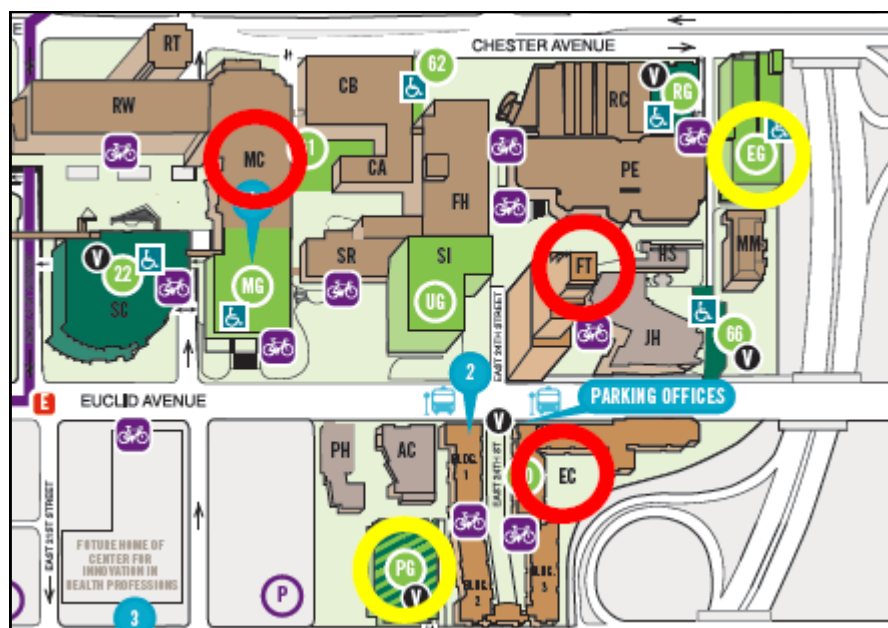 E
RT
CHESTER AVENUE
CB
62
V
RC
RG
RW
MC
1
CA
PE
EG
FH
SR
SI
FT
HS
MM
V
22
MG
UG
EAST 24TH STREET
JH
66
V
SC
2
PARKING OFFICES
E
EUCLID AVENUE
V
PH
AC
BLDG.
1
EAST 24TH ST
0
EC
EAST 21ST STREET
FUTURE HOME OF
CENTER FOR
INNOVATION IN
HEALTH PROFESSIONS
P
PG
V
BLDG.
2
BLDG.
3
3